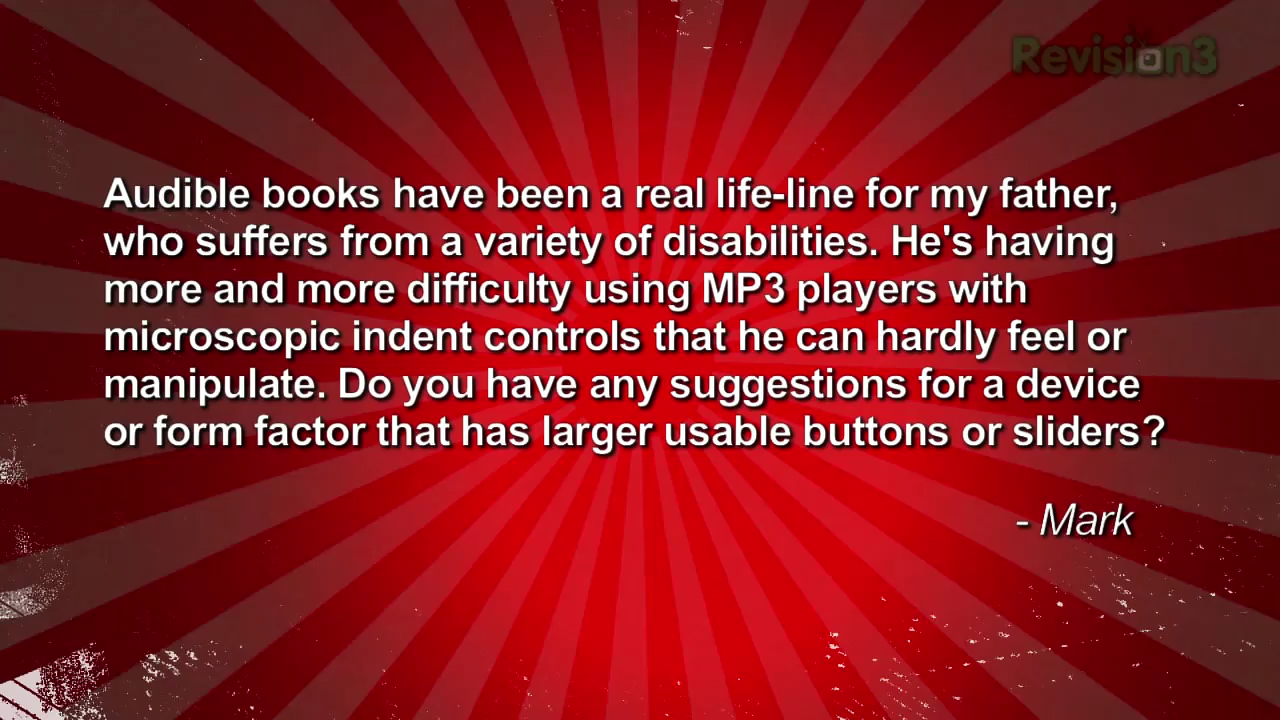 Revision3
Audible books have been a real life-line for my father,
who suffers from a variety of disabilities. He's having
more and more difficulty using MP3 players with
microscopic indent controls that he can hardly feel or
manipulate. Do you have any suggestions for a device
or form factor that has larger usable buttons or sliders?
- Mark